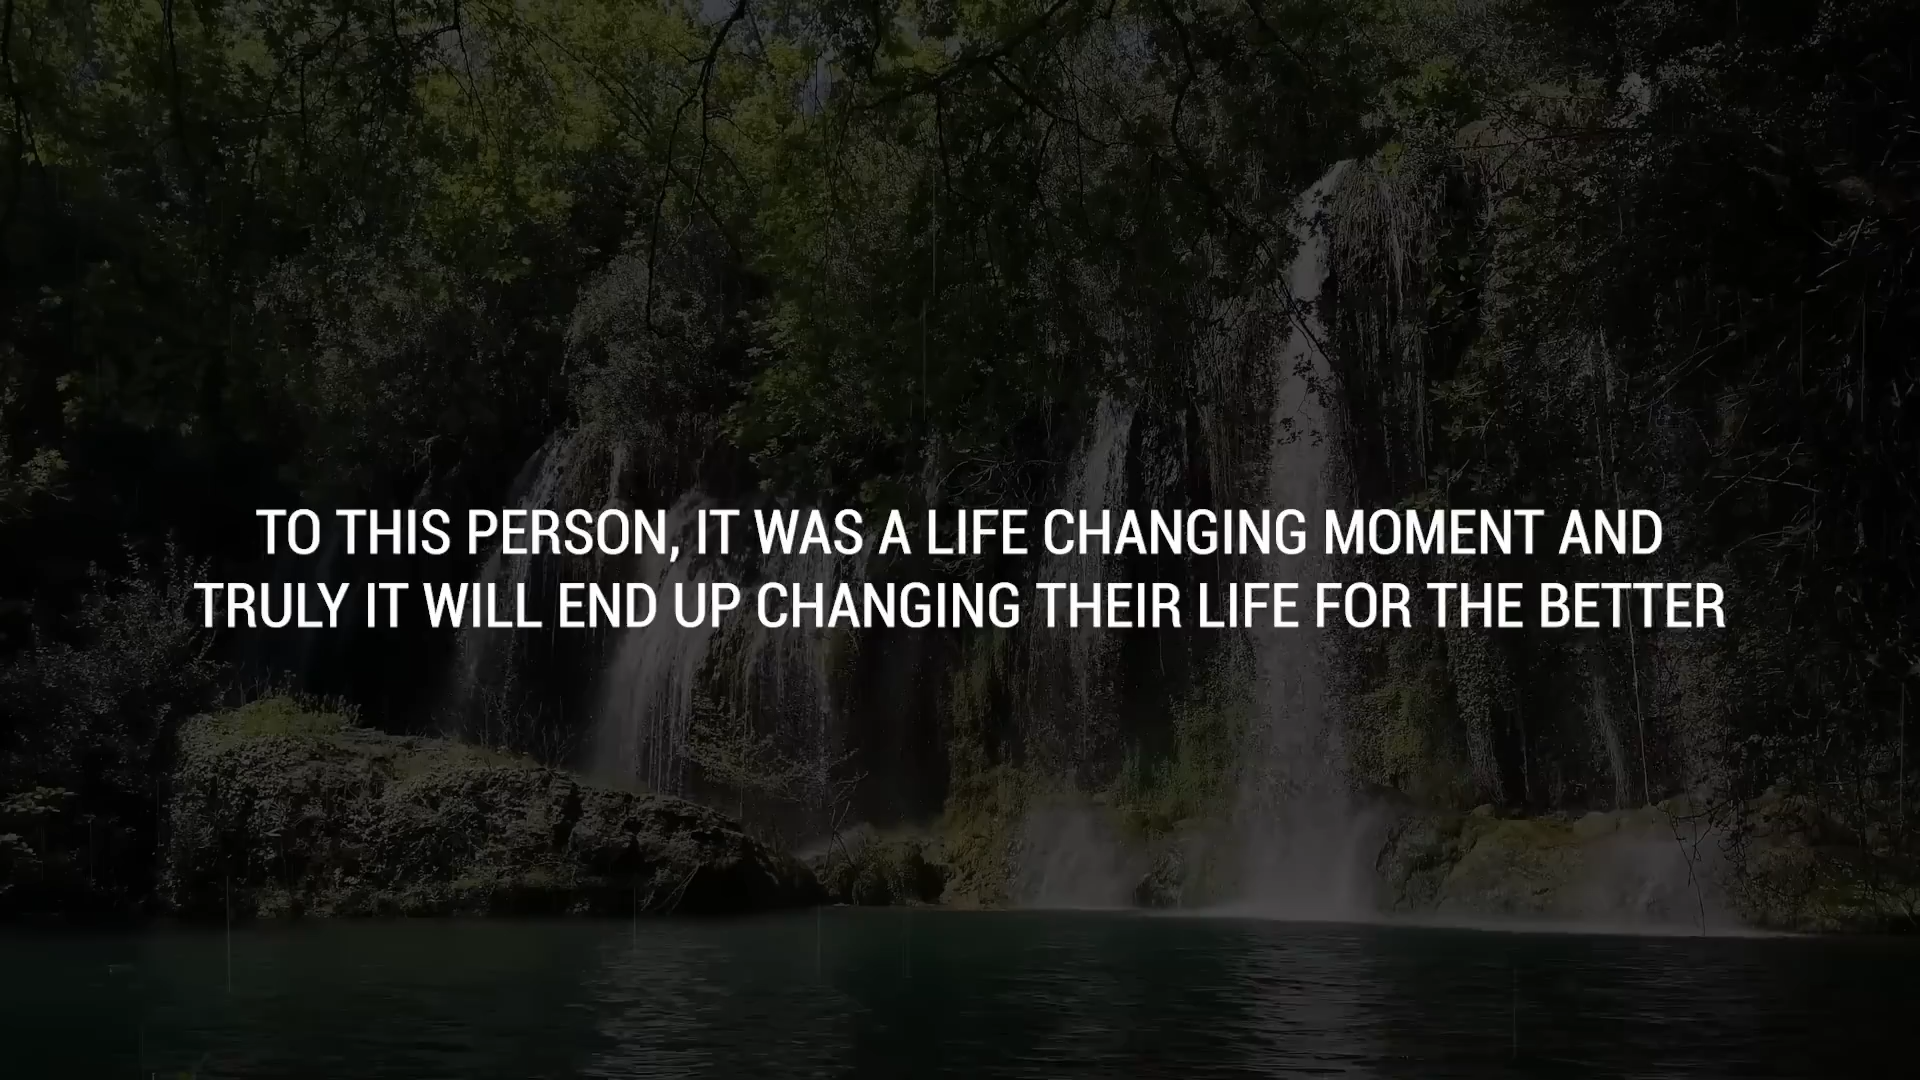 TO THIS PERSON, IT WAS A LIFE CHANGING MOMENT AND
TRULY IT WILL END UP CHANGING THEIR LIFE FOR THE BETTER